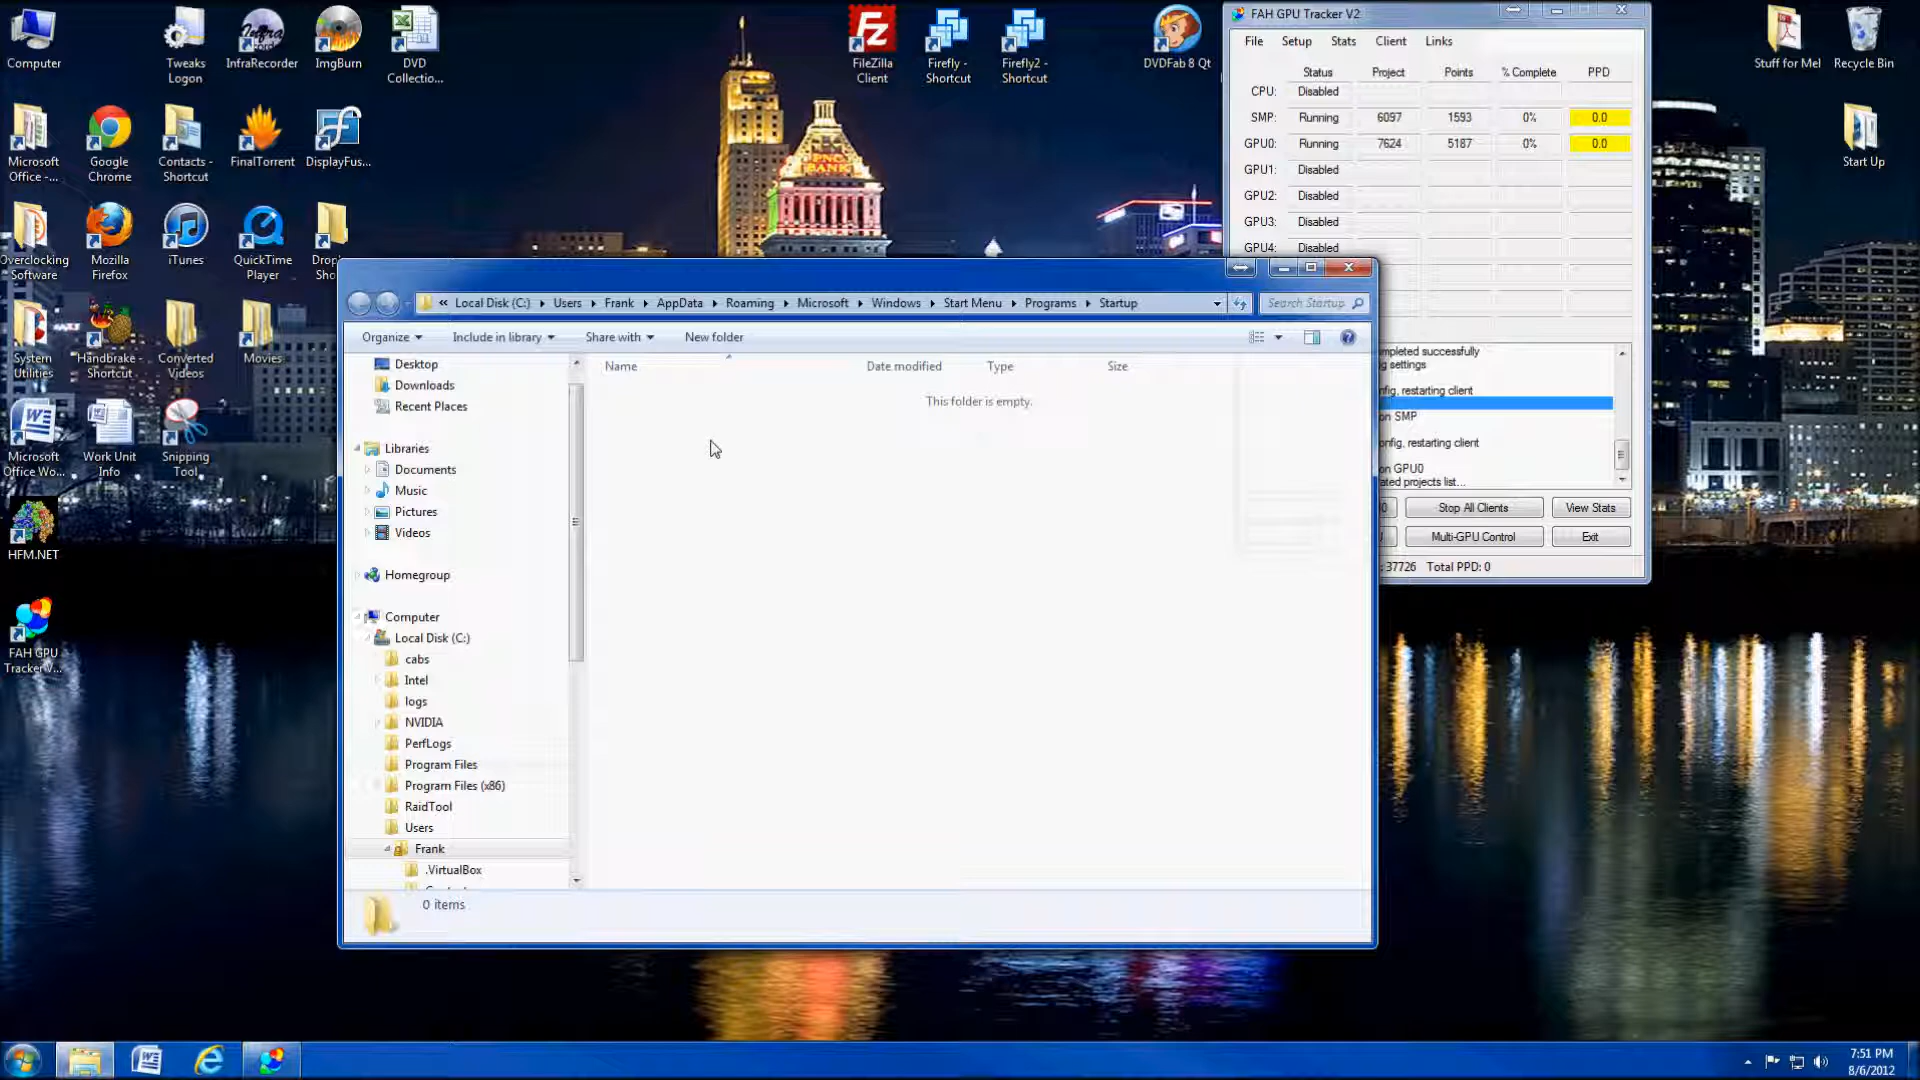 Computer
Tweaks
Logon
InfraRecorder
ImgBurn
DVD
Collectio...
FileZilla
Client
Firefly -
Shortcut
Firefly2 -
Shortcut
DVDFab 8 Qt
Stuff for Me!
Recycle Bin
Microsoft
Office -...
Google
Chrome
Contacts -
Shortcut
FinalTorrent
DisplayFus...
Start Up
Overclocking
Software
Mozilla
Firefox
iTunes
QuickTime
Player
Drop
Sho
System
Utilities
Handbrake -
Shortcut
Converted
Videos
Movies
Microsoft
Office Wo...
Work Unit
Info
Snipping
Tool
HFM.NET
FAH GPU
Tracker V...
PNC
BANK
FAH GPU Tracker V2
File Setup Stats Client Links
Status Project Points % Complete PPD
CPU: Disabled
SMP: Running 6097 1593 0% 0.0
GPU0: Running 7624 5187 0% 0.0
GPU1: Disabled
GPU2: Disabled
GPU3: Disabled
GPU4: Disabled
mpleted successfully
g settings
nfig, restarting client
on SMP
onfig, restarting client
on GPU0
ated projects list...
Stop All Clients View Stats
Multi-GPU Control Exit
: 37726 Total PPD: 0
« Local Disk (C:) Users Frank AppData Roaming Microsoft Windows Start Menu Programs Startup
Search Startup
Organize Include in library Share with New folder
Name Date modified Type Size
This folder is empty.
Desktop
Downloads
Recent Places
Libraries
Documents
Music
Pictures
Videos
Homegroup
Computer
Local Disk (C:)
cabs
Intel
logs
NVIDIA
PerfLogs
Program Files
Program Files (x86)
RaidTool
Users
Frank
.VirtualBox
0 items
7:51 PM
8/6/2012